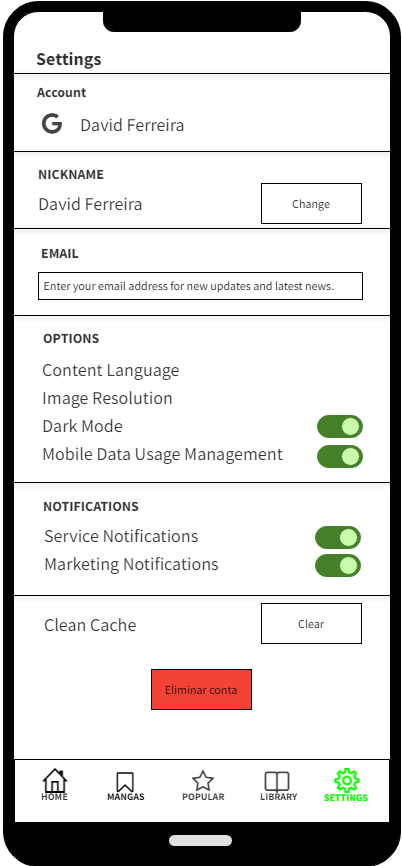 Settings
Account
David Ferreira
NICKNAME
David Ferreira
Change
EMAIL
Enter your email address for new updates and latest news.
OPTIONS
Content Language
Image Resolution
Dark Mode
Mobile Data Usage Management
NOTIFICATIONS
Service Notifications
Marketing Notifications
Clean Cache
Clear
Eliminar conta
HOME MANGAS POPULAR LIBRARY SETTINGS